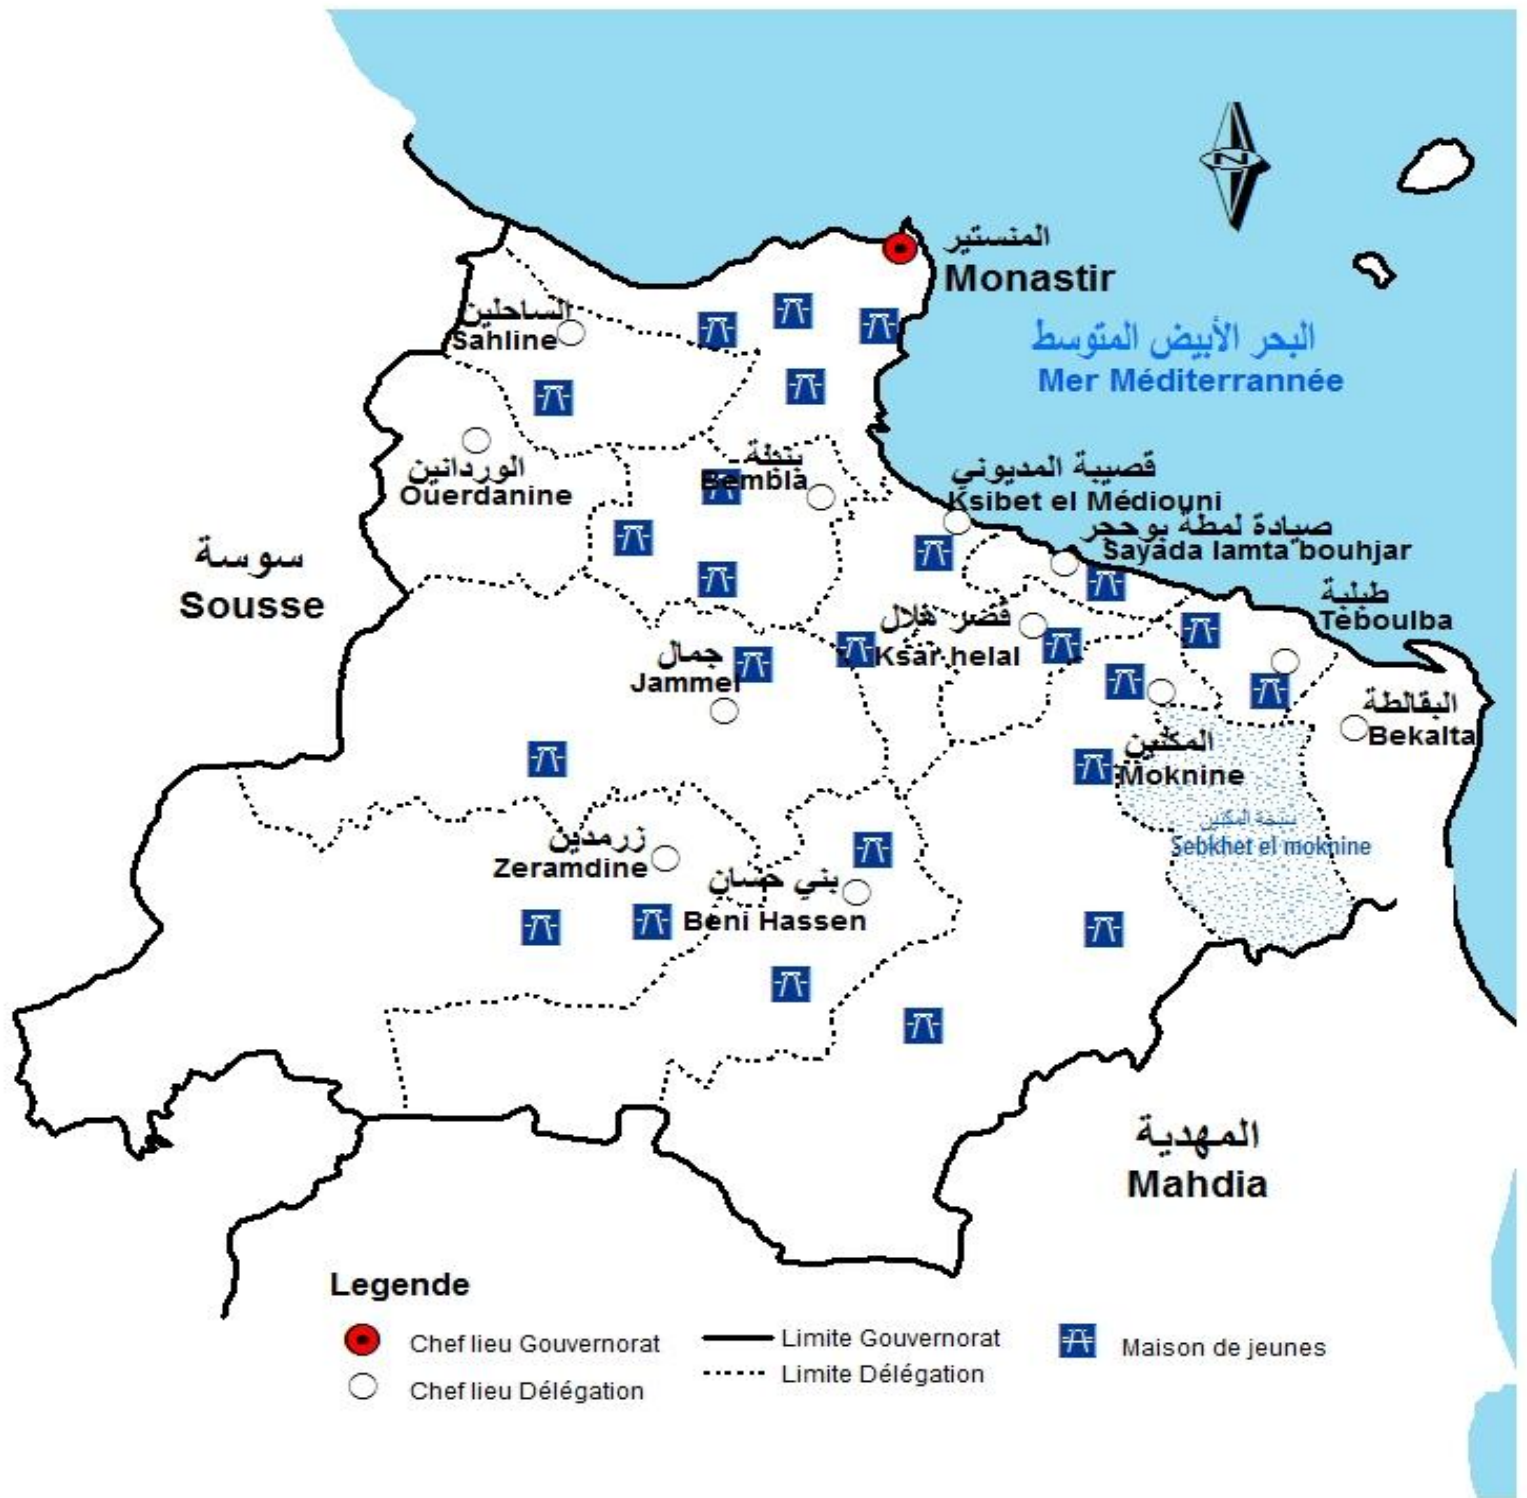 المنستير
Monastir
البحر الأبيض المتوسط
Mer Méditerrannée
الساحلين
Sahline
الوردانين
Ouerdanine
بنبلة
Bembla
قصيبة المديوني
Ksibet el Médiouni
صيادة لمطة بوحجر
Sayada lamta bouhjar
سوسة
Sousse
طبلبة
Teboulba
قصر هلال
Ksar helal
جمال
Jammel
البقالطة
Bekalta
المكنين
Moknine
سبخة المكنين
Sebkhet el moknine
زرمدين
Zeramdine
بني حسان
Beni Hassen
المهدية
Mahdia
Legende
Chef lieu Gouvernorat
Limite Gouvernorat
Maison de jeunes
Chef lieu Délégation
Limite Délégation
N